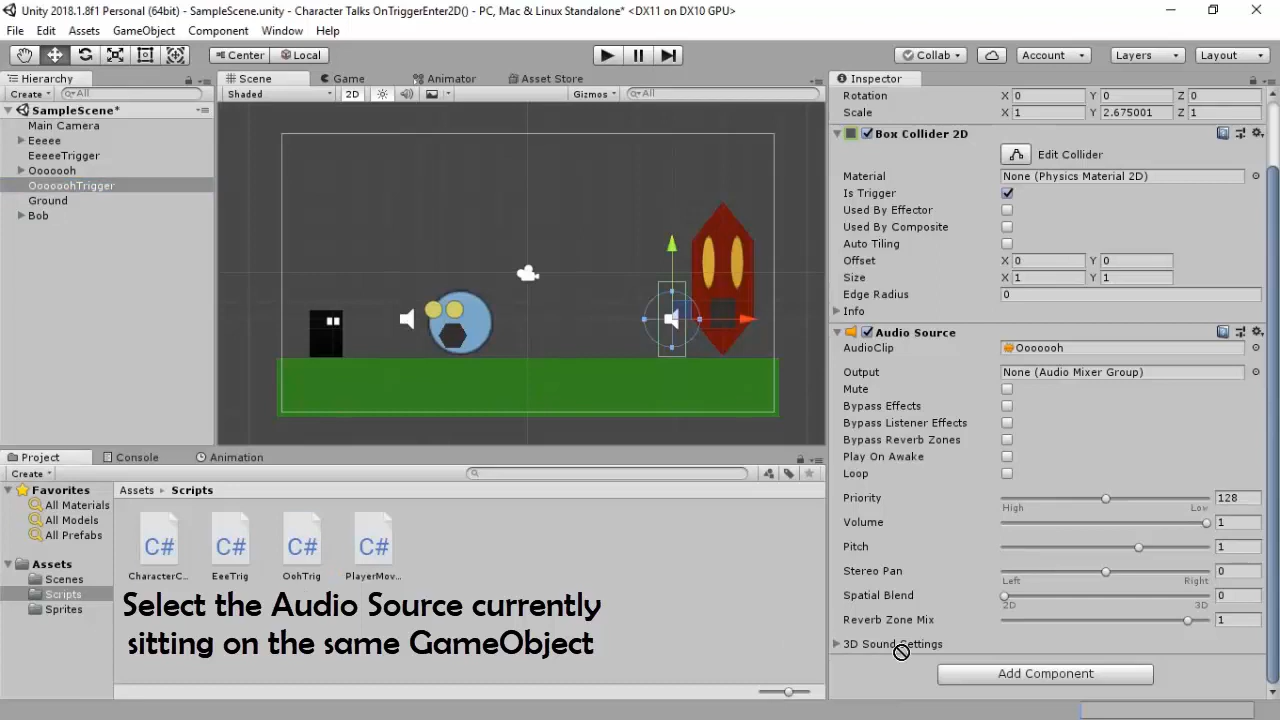 Unity 2018.1.8f1 Personal (64bit) - SampleScene.unity - Character Talks OnTriggerEnter2D() - PC, Mac & Linux Standalone* <DX11 on DX10 GPU>
File Edit Assets GameObject Component Window Help
Center Local Collab Account Layers Layout
Hierarchy Scene Game Animator Asset Store Inspector
Create All Shaded 2D Gizmos All
Rotation X 0 Y 0 Z 0
SampleScene*
Scale X 1 Y 2.675001 Z 1
Main Camera
Eeeee
EeeeeTrigger
Ooooooh
OooooohTrigger
Ground
Bob
Box Collider 2D
Edit Collider
Material None (Physics Material 2D)
Is Trigger
Used By Effector
Used By Composite
Auto Tiling
Offset X 0 Y 0
Size X 1 Y 1
Edge Radius 0
Info
Audio Source
AudioClip Ooooooh
Output None (Audio Mixer Group)
Mute
Bypass Effects
Bypass Listener Effects
Bypass Reverb Zones
Play On Awake
Loop
Priority 128
High Low
Volume 1
Pitch 1
Stereo Pan 0
Left Right
Spatial Blend 0
2D 3D
Reverb Zone Mix 1
3D Sound Settings
Add Component
Project Console Animation
Create
Favorites
All Materials
All Models
All Prefabs
Assets
Scenes
Scripts
Sprites
Assets Scripts
C# C# C# C#
CharacterC... EeeTrig OohTrig PlayerMov...
Select the Audio Source currently
sitting on the same GameObject